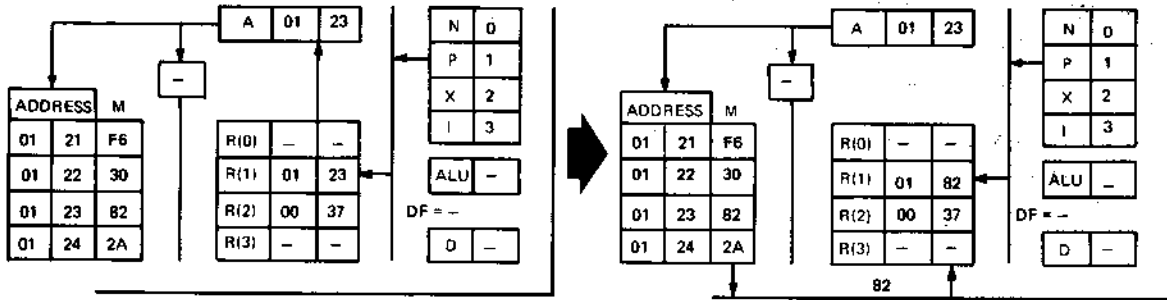 A 01 23
N 0
P 1
X 2
I 3
–
ADDRESS M
01 21 F6
01 22 30
01 23 82
01 24 2A
R(0) – –
R(1) 01 23
R(2) 00 37
R(3) – –
ALU –
DF = –
D –
A 01 23
N 0
P 1
X 2
I 3
–
ADDRESS M
01 21 F6
01 22 30
01 23 82
01 24 2A
R(0) – –
R(1) 01 82
R(2) 00 37
R(3) – –
ALU –
DF = –
D –
82